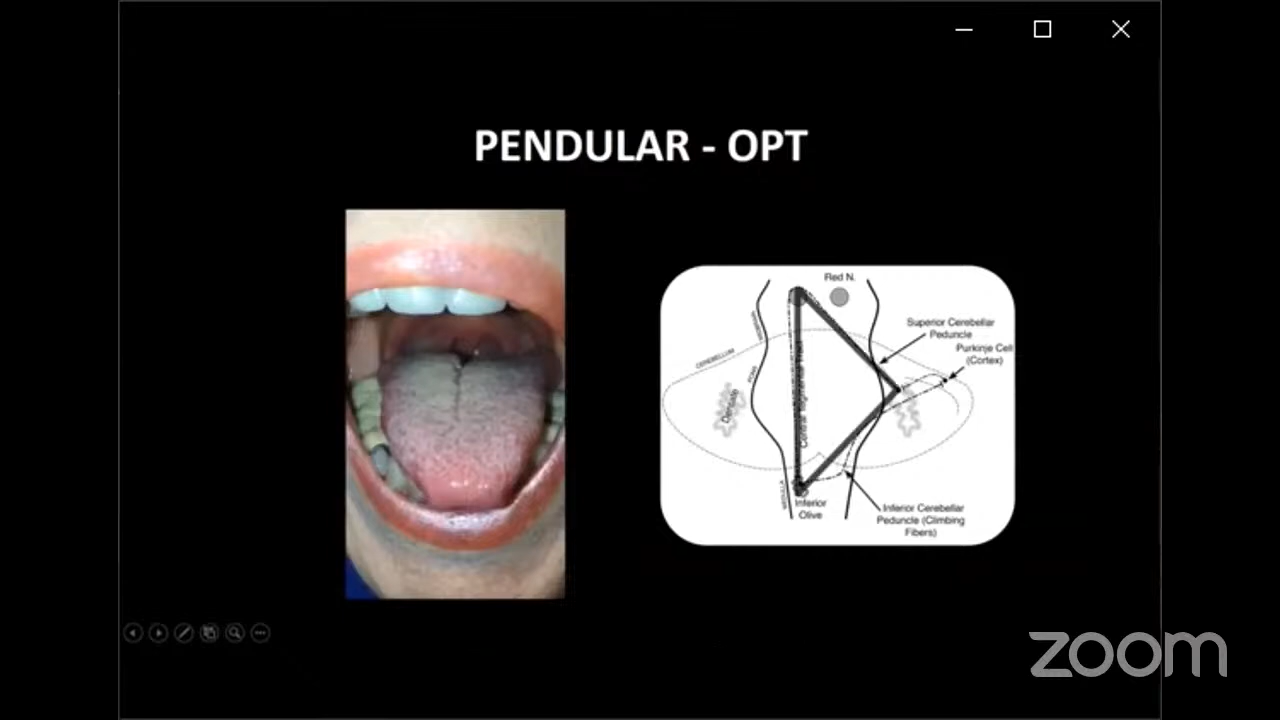 PENDULAR - OPT
Red N.
Superior Cerebellar
Peduncle
Purkinje Cell
(Cortex)
CEREBELLUM
PONS
Dentate
Central Tegmental Tract
MEDULLA
Inferior
Olive
Inferior Cerebellar
Peduncle (Climbing
Fibers)
zoom